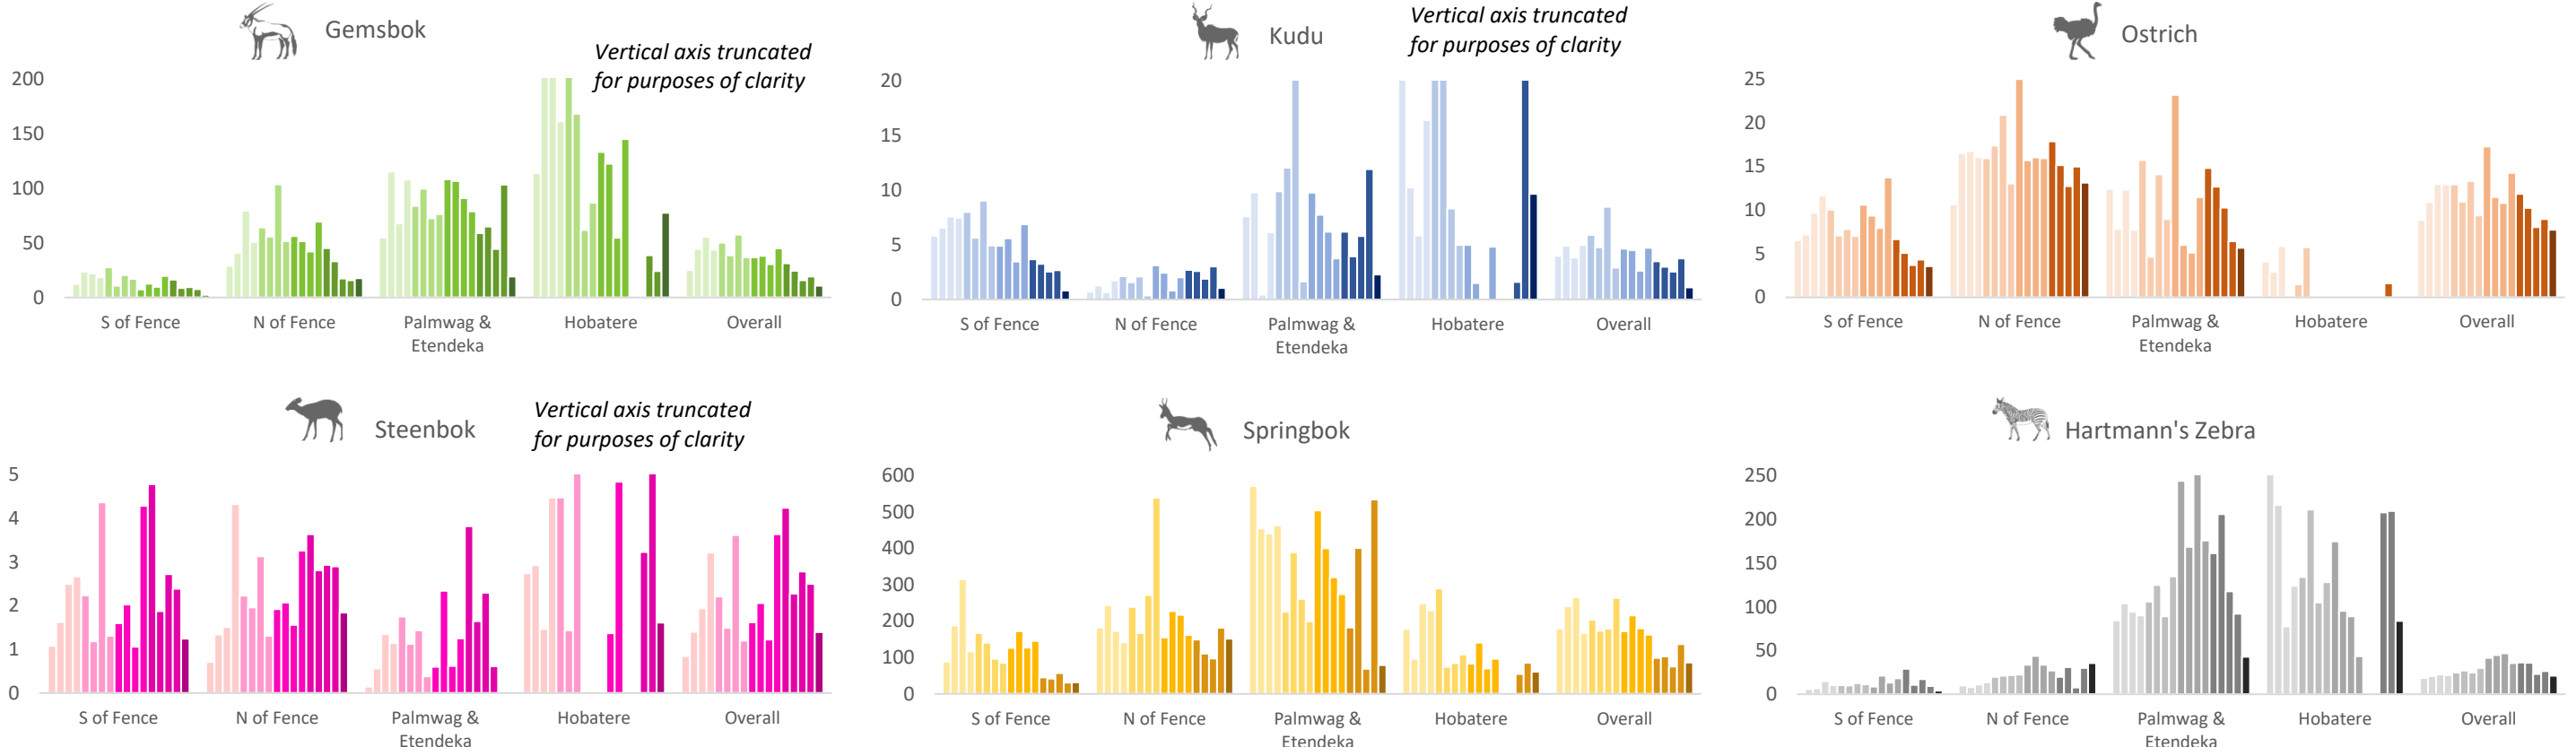 Gemsbok
Vertical axis truncated
for purposes of clarity
200
150
100
50
0
S of Fence
N of Fence
Palmwag &
Etendeka
Hobatere
Overall
Kudu
Vertical axis truncated
for purposes of clarity
20
15
10
5
0
S of Fence
N of Fence
Palmwag &
Etendeka
Hobatere
Overall
Ostrich
25
20
15
10
5
0
S of Fence
N of Fence
Palmwag &
Etendeka
Hobatere
Overall
Steenbok
Vertical axis truncated
for purposes of clarity
5
4
3
2
1
0
S of Fence
N of Fence
Palmwag &
Etendeka
Hobatere
Overall
Springbok
600
500
400
300
200
100
0
S of Fence
N of Fence
Palmwag &
Etendeka
Hobatere
Overall
Hartmann's Zebra
250
200
150
100
50
0
S of Fence
N of Fence
Palmwag &
Etendeka
Hobatere
Overall